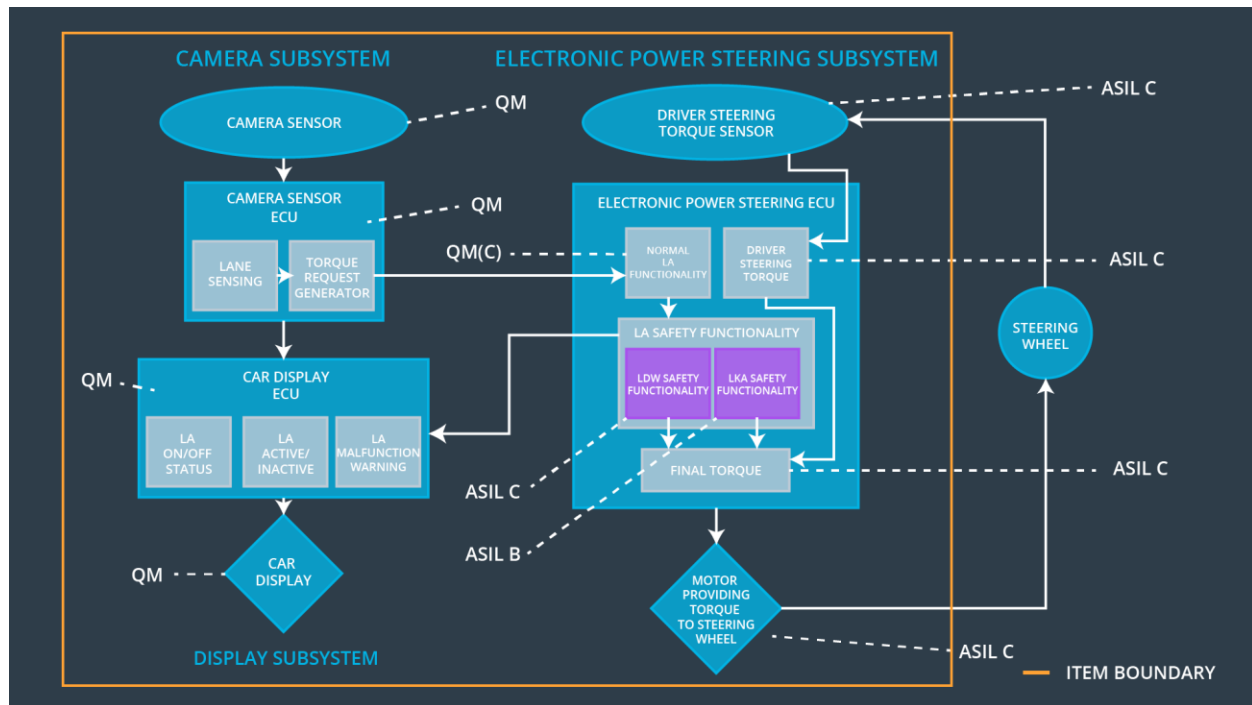 CAMERA SUBSYSTEM
ELECTRONIC POWER STEERING SUBSYSTEM
CAMERA SENSOR
QM
DRIVER STEERING
TORQUE SENSOR
ASIL C
CAMERA SENSOR
ECU
QM
LANE
SENSING
TORQUE
REQUEST
GENERATOR
ELECTRONIC POWER STEERING ECU
QM(C)
NORMAL
LA
FUNCTIONALITY
DRIVER
STEERING
TORQUE
ASIL C
LA SAFETY FUNCTIONALITY
LDW SAFETY
FUNCTIONALITY
LKA SAFETY
FUNCTIONALITY
STEERING
WHEEL
QM
CAR DISPLAY
ECU
LA
ON/OFF
STATUS
LA
ACTIVE/
INACTIVE
LA
MALFUNCTION
WARNING
FINAL TORQUE
ASIL C
ASIL C
ASIL B
QM
CAR
DISPLAY
MOTOR
PROVIDING
TORQUE
TO STEERING
WHEEL
ASIL C
DISPLAY SUBSYSTEM
ITEM BOUNDARY